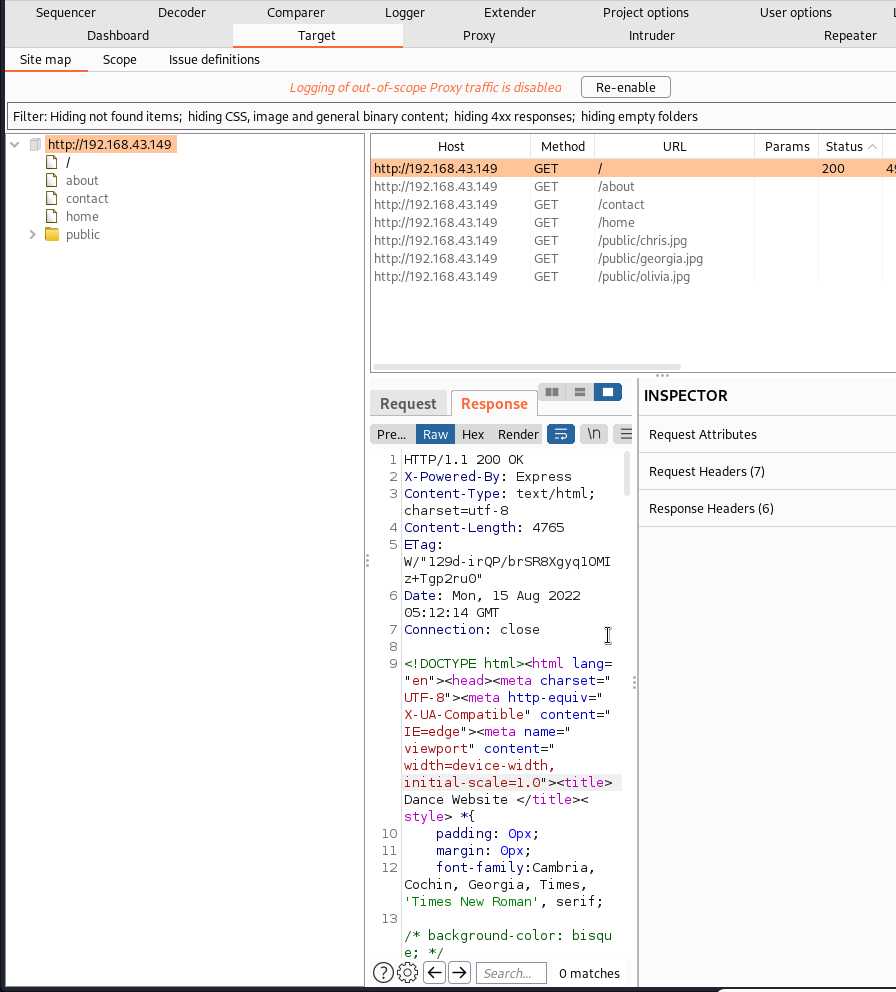 Sequencer Decoder Comparer Logger Extender Project options User options
Dashboard Target Proxy Intruder Repeater
Site map Scope Issue definitions
Logging of out-of-scope Proxy traffic is disabled Re-enable
Filter: Hiding not found items; hiding CSS, image and general binary content; hiding 4xx responses; hiding empty folders
http://192.168.43.149
/
about
contact
home
public
Host Method URL Params Status
http://192.168.43.149 GET / 200 49
http://192.168.43.149 GET /about
http://192.168.43.149 GET /contact
http://192.168.43.149 GET /home
http://192.168.43.149 GET /public/chris.jpg
http://192.168.43.149 GET /public/georgia.jpg
http://192.168.43.149 GET /public/olivia.jpg
Request Response
Pre... Raw Hex Render \n
1 HTTP/1.1 200 OK
2 X-Powered-By: Express
3 Content-Type: text/html;
charset=utf-8
4 Content-Length: 4765
5 ETag:
W/"129d-irQP/brSR8Xgyq1OMI
z+Tgp2ru0"
6 Date: Mon, 15 Aug 2022
05:12:14 GMT
7 Connection: close
8
9 <!DOCTYPE html><html lang=
"en"><head><meta charset="
UTF-8"><meta http-equiv="
X-UA-Compatible" content="
IE=edge"><meta name="
viewport" content="
width=device-width,
initial-scale=1.0"><title>
Dance Website </title><
style> *{
10 padding: 0px;
11 margin: 0px;
12 font-family:Cambria,
Cochin, Georgia, Times,
'Times New Roman', serif;
13
/* background-color: bisqu
e; */
? Search... 0 matches
INSPECTOR
Request Attributes
Request Headers (7)
Response Headers (6)